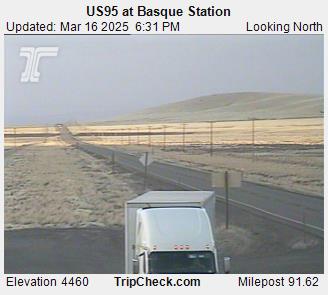 US95 at Basque Station
Updated: Mar 16 2025 6:31 PM Looking North
Elevation 4460 TripCheck.com Milepost 91.62